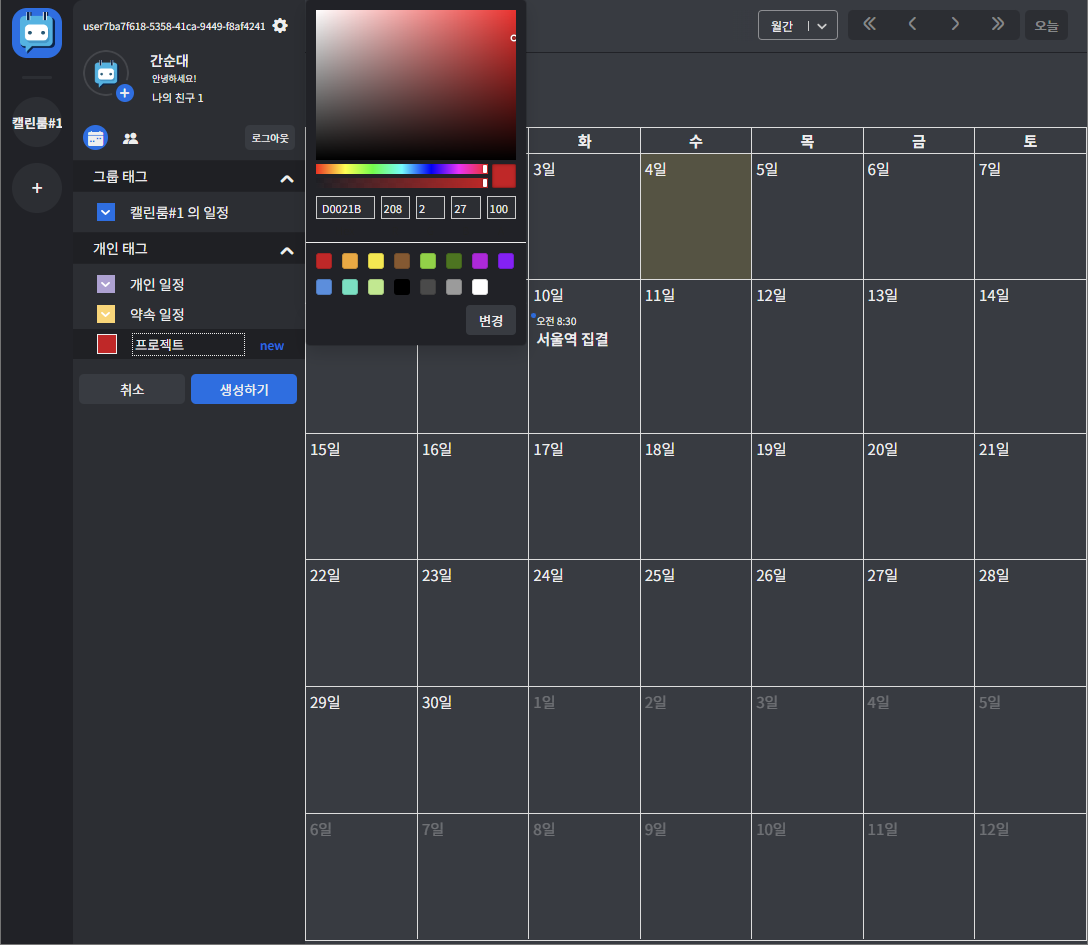 user7ba7f618-5358-41ca-9449-f8af4241
간순대
안녕하세요!
나의 친구 1
로그아웃
캘린룸#1
+
그룹 태그
캘린룸#1 의 일정
개인 태그
개인 일정
약속 일정
프로젝트 new
취소 생성하기
D0021B 208 2 27 100
변경
월간 오늘
화 수 목 금 토
3일 4일 5일 6일 7일
10일 11일 12일 13일 14일
오전 8:30
서울역 집결
15일 16일 17일 18일 19일 20일 21일
22일 23일 24일 25일 26일 27일 28일
29일 30일 1일 2일 3일 4일 5일
6일 7일 8일 9일 10일 11일 12일